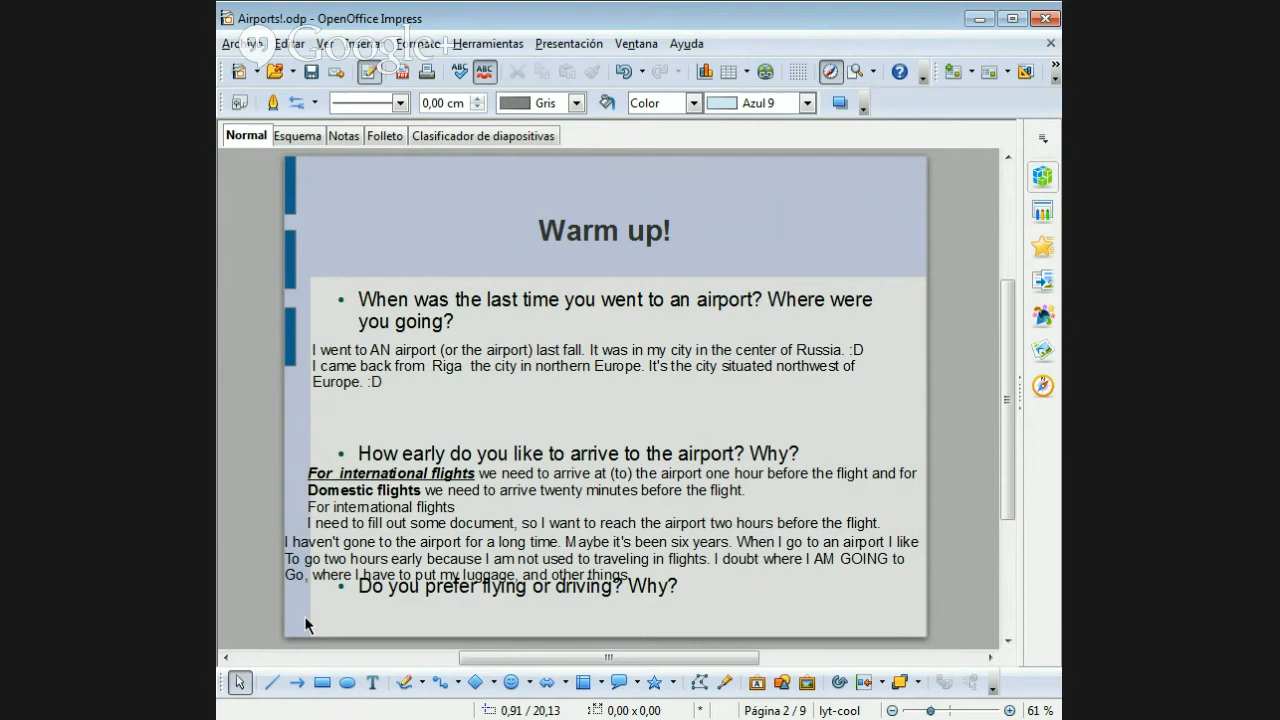 Airports!.odp - OpenOffice Impress
Archivo Editar Ver Insertar Formato Herramientas Presentación Ventana Ayuda
Google+
0,00 cm Gris Color Azul 9
Normal Esquema Notas Folleto Clasificador de diapositivas
Warm up!
• When was the last time you went to an airport? Where were
you going?
I went to AN airport (or the airport) last fall. It was in my city in the center of Russia. :D
I came back from Riga the city in northern Europe. It's the city situated northwest of
Europe. :D
• How early do you like to arrive to the airport? Why?
For international flights we need to arrive at (to) the airport one hour before the flight and for
Domestic flights we need to arrive twenty minutes before the flight.
For international flights
I need to fill out some document, so I want to reach the airport two hours before the flight.
I haven't gone to the airport for a long time. Maybe it's been six years. When I go to an airport I like
To go two hours early because I am not used to traveling in flights. I doubt where I AM GOING to
Go, where I have to put my luggage, and other things.
• Do you prefer flying or driving? Why?
0,91 / 20,13 0,00 x 0,00 * Página 2 / 9 lyt-cool 61 %